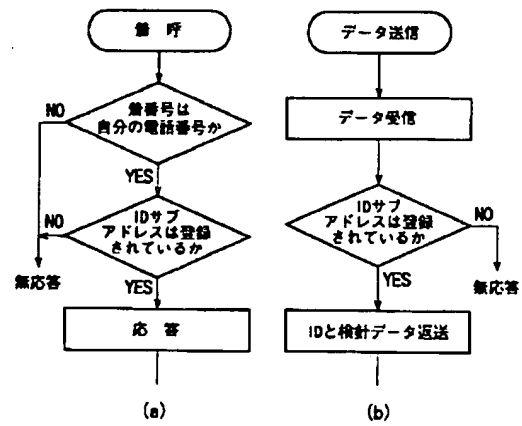 着 呼
着番号は
自分の電話番号か
NO
YES
IDサブ
アドレスは登録
されているか
NO
無応答
YES
応 答
(a)
データ送信
データ受信
IDサブ
アドレスは登録
されているか
NO
無応答
YES
IDと検針データ返送
(b)